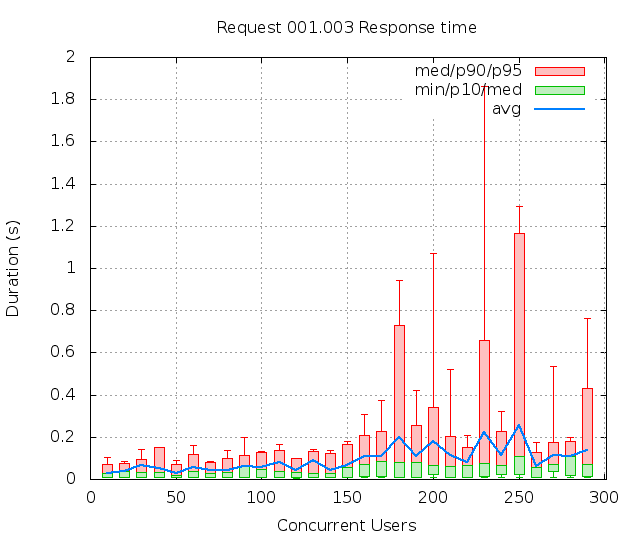 Request 001.003 Response time
med/p90/p95
min/p10/med
avg
2
1.8
1.6
1.4
1.2
1
0.8
0.6
0.4
0.2
0
Duration (s)
0 50 100 150 200 250 300
Concurrent Users